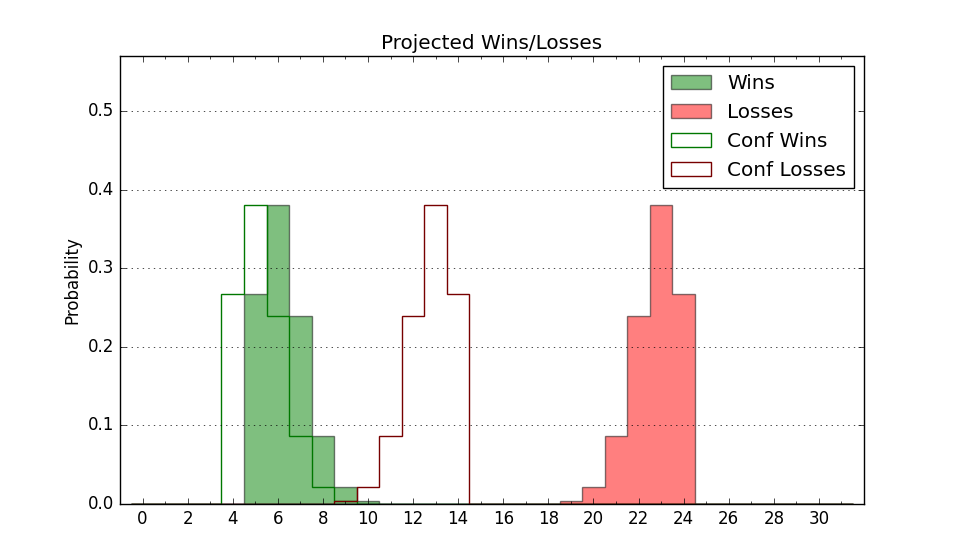 Projected Wins/Losses
Wins
Losses
Conf Wins
Conf Losses
Probability
0.5
0.4
0.3
0.2
0.1
0.0
0 2 4 6 8 10 12 14 16 18 20 22 24 26 28 30